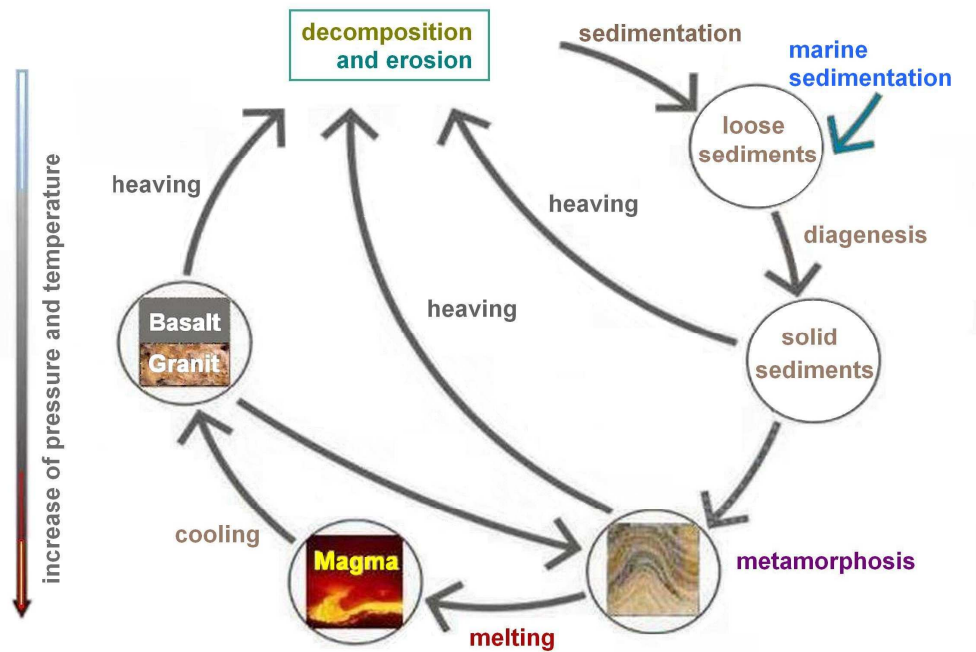 decomposition
and erosion
sedimentation
marine
sedimentation
loose
sediments
heaving
heaving
diagenesis
increase of pressure and temperature
heaving
Basalt
Granit
solid
sediments
cooling
Magma
metamorphosis
melting